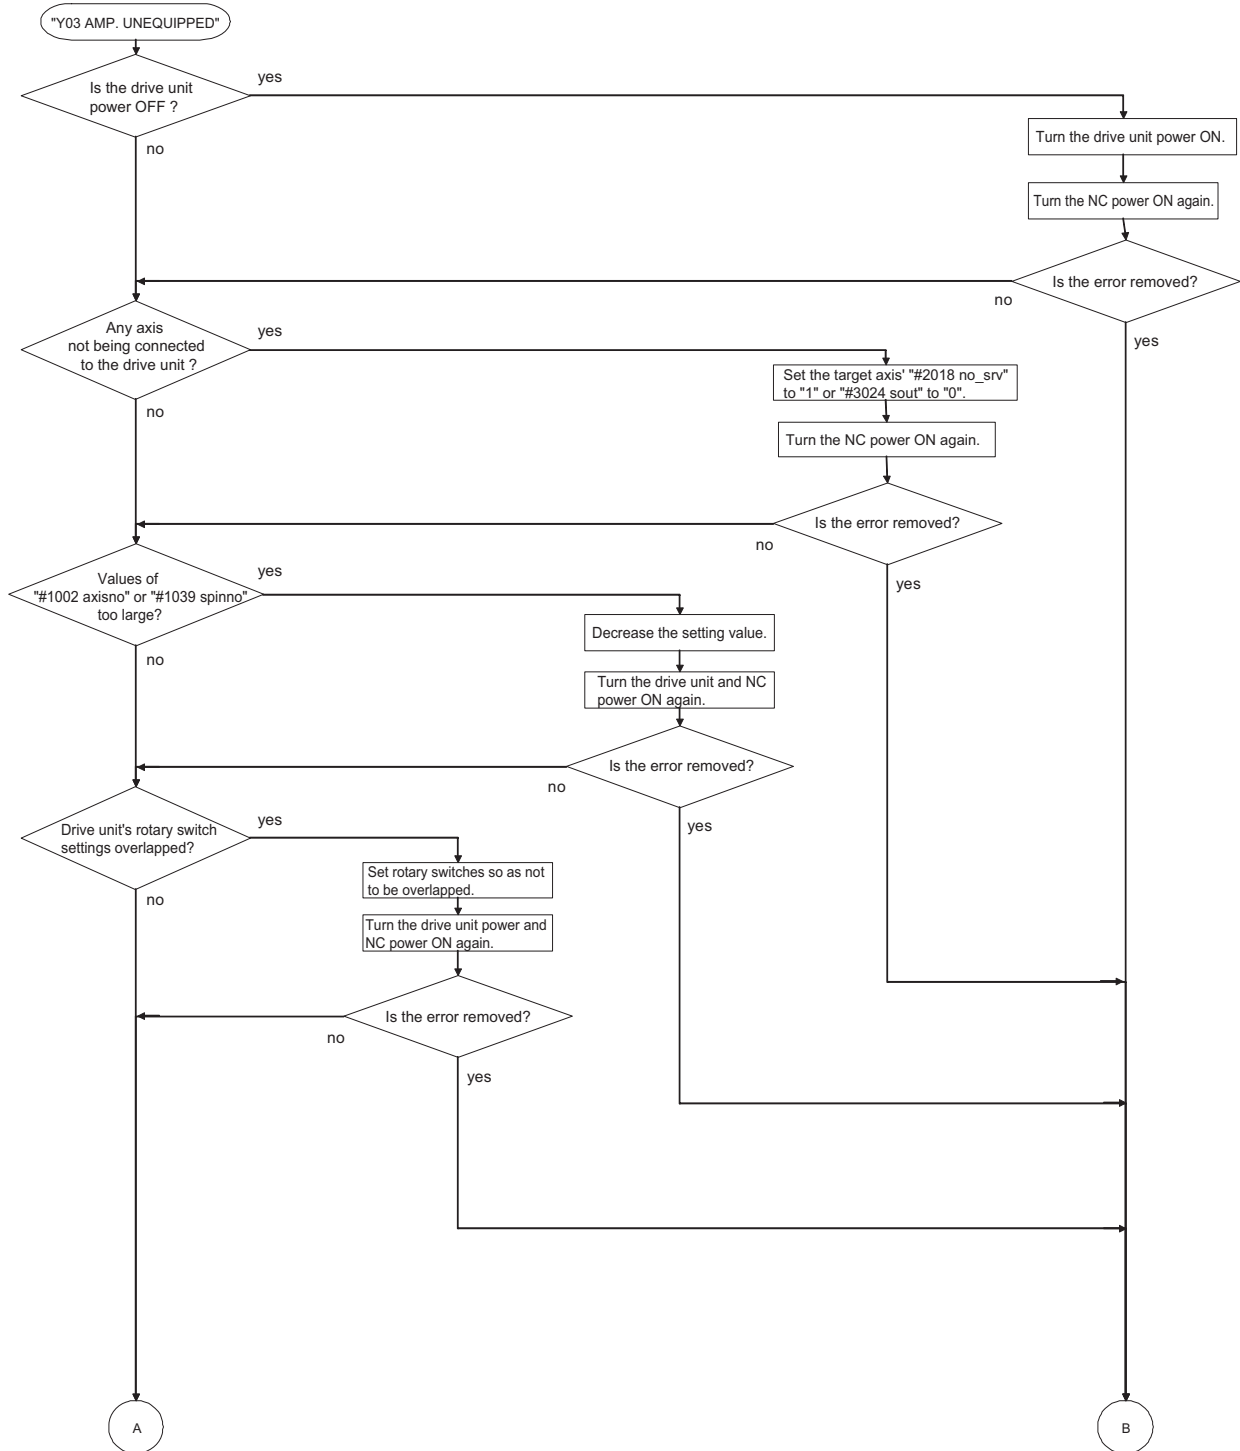 "Y03 AMP. UNEQUIPPED"
Is the drive unit
power OFF ?
yes
no
Turn the drive unit power ON.
Turn the NC power ON again.
Is the error removed?
no
yes
Any axis
not being connected
to the drive unit ?
yes
no
Set the target axis' "#2018 no_srv"
to "1" or "#3024 sout" to "0".
Turn the NC power ON again.
Is the error removed?
no
yes
Values of
"#1002 axisno" or "#1039 spinno"
too large?
yes
no
Decrease the setting value.
Turn the drive unit and NC
power ON again.
Is the error removed?
no
yes
Drive unit's rotary switch
settings overlapped?
yes
no
Set rotary switches so as not
to be overlapped.
Turn the drive unit power and
NC power ON again.
Is the error removed?
no
yes
A
B